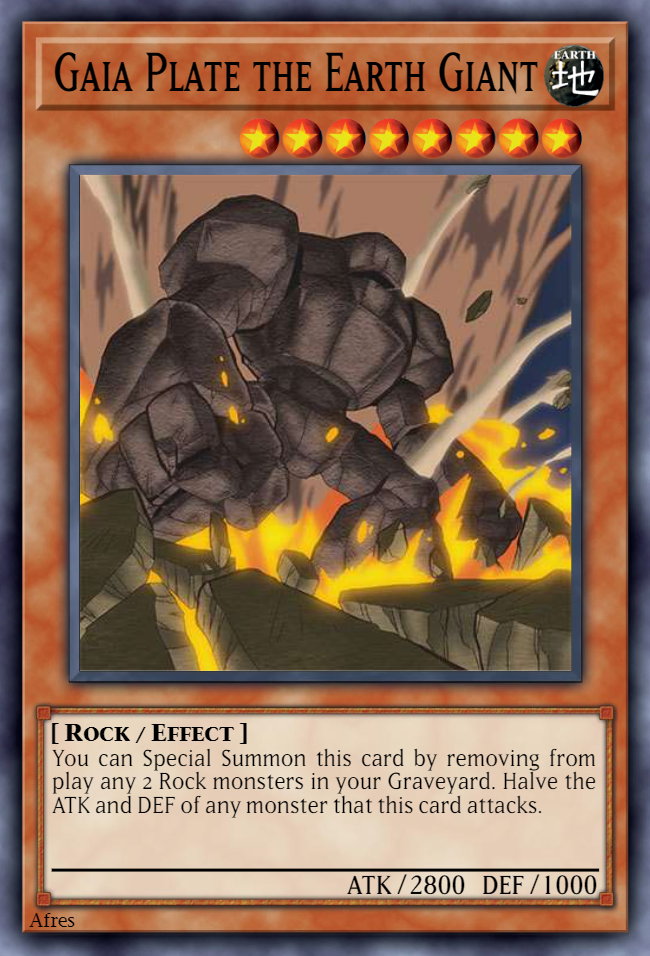 Gaia Plate the Earth Giant
EARTH
地
[ Rock / Effect ]
You can Special Summon this card by removing from
play any 2 Rock monsters in your Graveyard. Halve the
ATK and DEF of any monster that this card attacks.
ATK / 2800 DEF / 1000
Afres